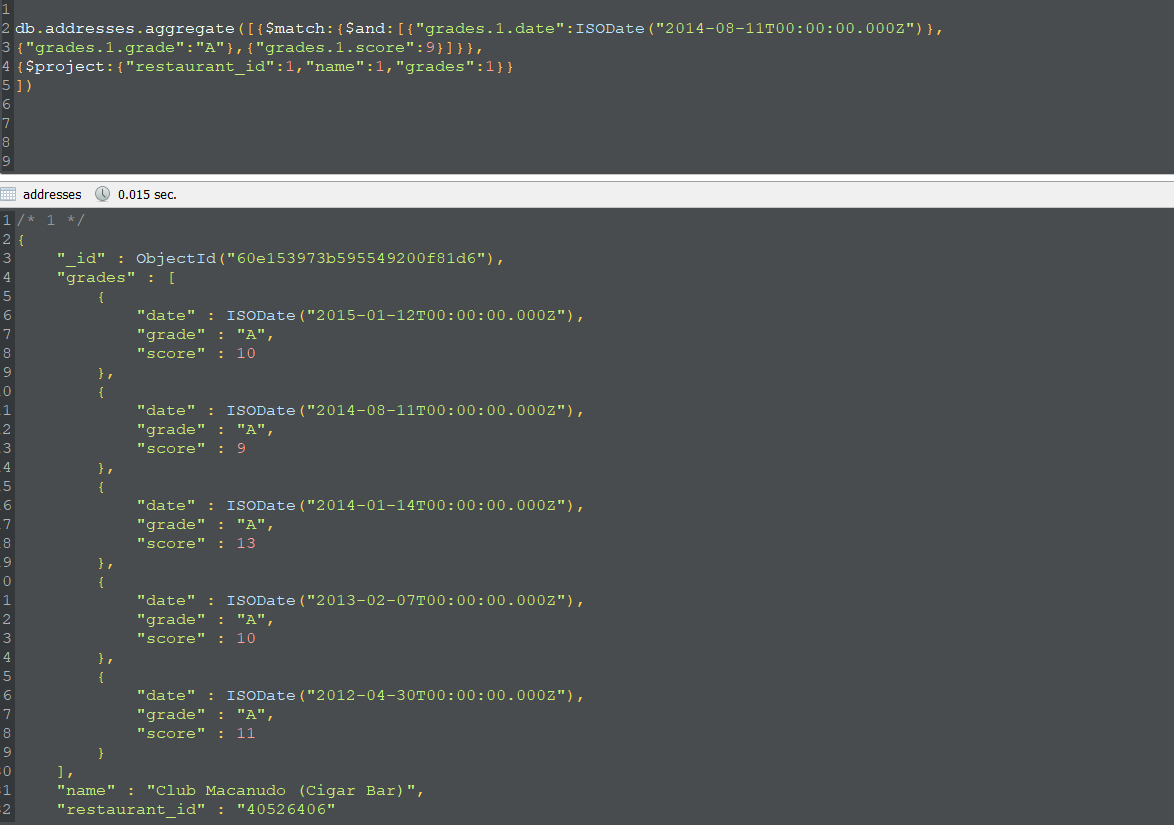 1
2 db.addresses.aggregate([{$match:{$and:[{"grades.1.date":ISODate("2014-08-11T00:00:00.000Z")},
3 {"grades.1.grade":"A"},{"grades.1.score":9}]}},
4 {$project:{"restaurant_id":1,"name":1,"grades":1}}
5 ])
6
7
8
9
addresses 0.015 sec.
1 /* 1 */
2 {
3 "_id" : ObjectId("60e153973b595549200f81d6"),
4 "grades" : [
5 {
6 "date" : ISODate("2015-01-12T00:00:00.000Z"),
7 "grade" : "A",
8 "score" : 10
9 },
0 {
1 "date" : ISODate("2014-08-11T00:00:00.000Z"),
2 "grade" : "A",
3 "score" : 9
4 },
5 {
6 "date" : ISODate("2014-01-14T00:00:00.000Z"),
7 "grade" : "A",
8 "score" : 13
9 },
0 {
1 "date" : ISODate("2013-02-07T00:00:00.000Z"),
2 "grade" : "A",
3 "score" : 10
4 },
5 {
6 "date" : ISODate("2012-04-30T00:00:00.000Z"),
7 "grade" : "A",
8 "score" : 11
9 }
0 ],
1 "name" : "Club Macanudo (Cigar Bar)",
2 "restaurant_id" : "40526406"